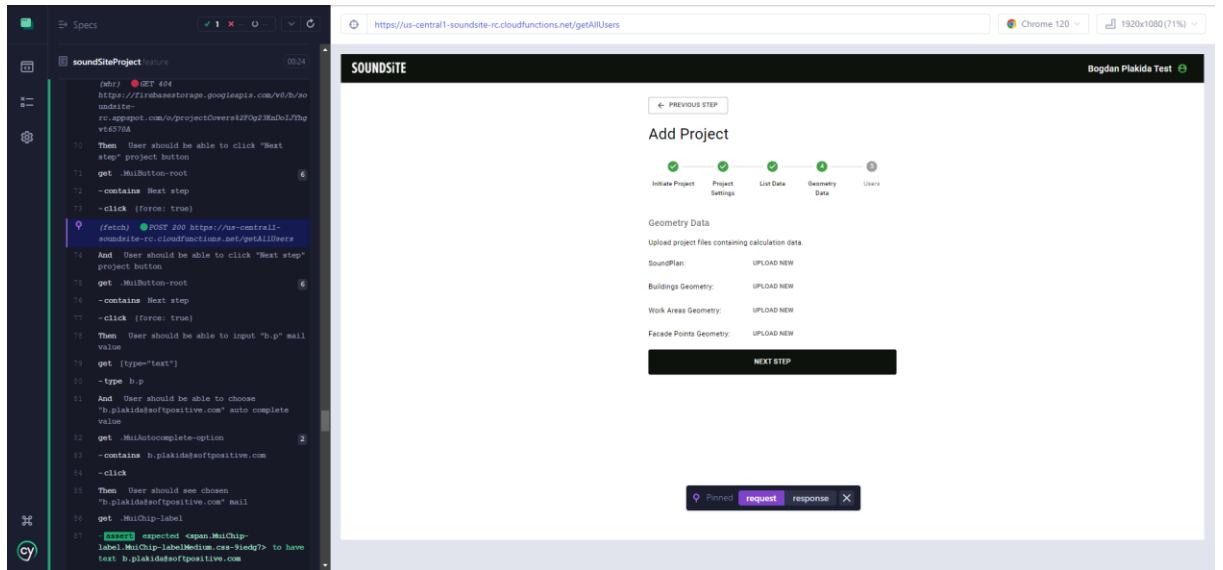 Specs
1
--
--
https://us-central1-soundsite-rc.cloudfunctions.net/getAllUsers
Chrome 120
1920x1080 (71%)
soundSiteProject.feature
00:24
(xhr) GET 404
https://firebasestorage.googleapis.com/v0/b/so
undsite-
rc.appspot.com/o/projectCovers%2FOg23KnDolJYhg
vt6570A
70 Then User should be able to click "Next
step" project button
71 get .MuiButton-root 6
72 -contains Next step
73 -click {force: true}
(fetch) POST 200 https://us-central1-
soundsite-rc.cloudfunctions.net/getAllUsers
74 And User should be able to click "Next step"
project button
75 get .MuiButton-root 6
76 -contains Next step
77 -click {force: true}
78 Then User should be able to input "b.p" mail
value
79 get [type="text"]
80 -type b.p
81 And User should be able to choose
"b.plakida@softpositive.com" auto complete
value
82 get .MuiAutocomplete-option 2
83 -contains b.plakida@softpositive.com
84 -click
85 Then User should see chosen
"b.plakida@softpositive.com" mail
86 get .MuiChip-label
87 -assert expected <span.MuiChip-
label.MuiChip-labelMedium.css-9iedg7> to have
text b.plakida@softpositive.com
cy
SOUNDSiTE
Bogdan Plakida Test
← PREVIOUS STEP
Add Project
4
5
Initiate Project
Project
Settings
List Data
Geometry
Data
Users
Geometry Data
Upload project files containing calculation data.
SoundPlan: UPLOAD NEW
Buildings Geometry: UPLOAD NEW
Work Areas Geometry: UPLOAD NEW
Facade Points Geometry: UPLOAD NEW
NEXT STEP
Pinned request response